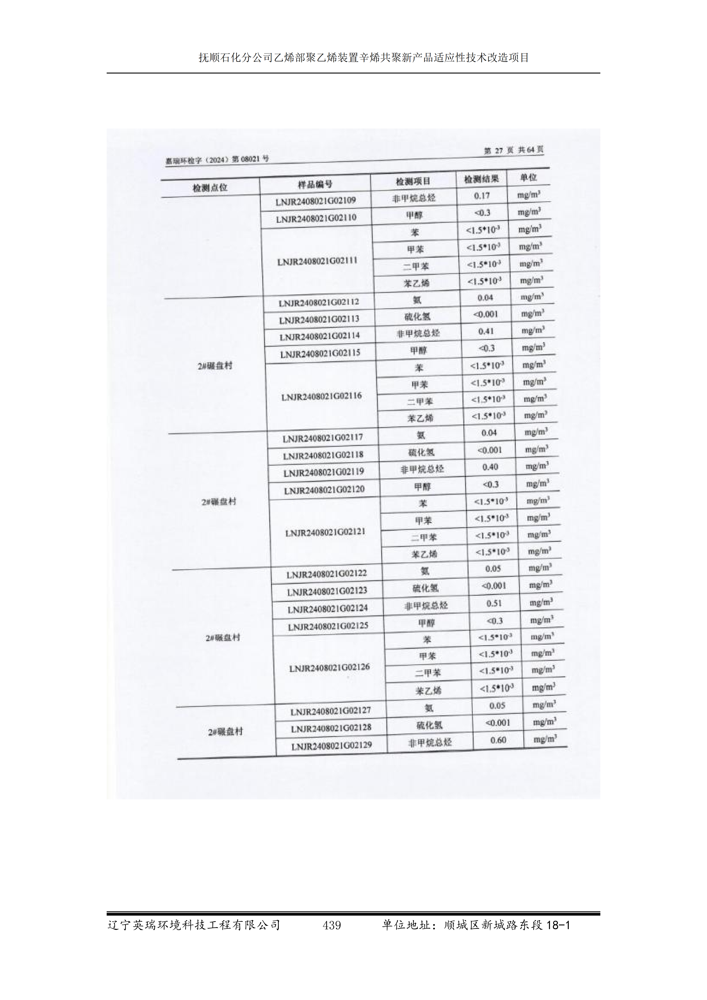 抚顺石化分公司乙烯部聚乙烯装置辛烯共聚新产品适应性技术改造项目
嘉瑞环检字（2024）第 08021 号 第 27 页 共 64 页
检测点位 样品编号 检测项目 检测结果 单位
LNJR2408021G02109 非甲烷总烃 0.17 mg/m³
LNJR2408021G02110 甲醇 <0.3 mg/m³
苯 <1.5*10⁻³ mg/m³
甲苯 <1.5*10⁻³ mg/m³
LNJR2408021G02111
二甲苯 <1.5*10⁻³ mg/m³
苯乙烯 <1.5*10⁻³ mg/m³
LNJR2408021G02112 氨 0.04 mg/m³
LNJR2408021G02113 硫化氢 <0.001 mg/m³
LNJR2408021G02114 非甲烷总烃 0.41 mg/m³
LNJR2408021G02115 甲醇 <0.3 mg/m³
2#碾盘村 苯 <1.5*10⁻³ mg/m³
甲苯 <1.5*10⁻³ mg/m³
LNJR2408021G02116
二甲苯 <1.5*10⁻³ mg/m³
苯乙烯 <1.5*10⁻³ mg/m³
LNJR2408021G02117 氨 0.04 mg/m³
LNJR2408021G02118 硫化氢 <0.001 mg/m³
LNJR2408021G02119 非甲烷总烃 0.40 mg/m³
LNJR2408021G02120 甲醇 <0.3 mg/m³
2#碾盘村 苯 <1.5*10⁻³ mg/m³
甲苯 <1.5*10⁻³ mg/m³
LNJR2408021G02121
二甲苯 <1.5*10⁻³ mg/m³
苯乙烯 <1.5*10⁻³ mg/m³
LNJR2408021G02122 氨 0.05 mg/m³
LNJR2408021G02123 硫化氢 <0.001 mg/m³
LNJR2408021G02124 非甲烷总烃 0.51 mg/m³
LNJR2408021G02125 甲醇 <0.3 mg/m³
2#碾盘村 苯 <1.5*10⁻³ mg/m³
甲苯 <1.5*10⁻³ mg/m³
LNJR2408021G02126
二甲苯 <1.5*10⁻³ mg/m³
苯乙烯 <1.5*10⁻³ mg/m³
LNJR2408021G02127 氨 0.05 mg/m³
2#碾盘村 LNJR2408021G02128 硫化氢 <0.001 mg/m³
LNJR2408021G02129 非甲烷总烃 0.60 mg/m³
辽宁英瑞环境科技工程有限公司 439 单位地址：顺城区新城路东段 18-1